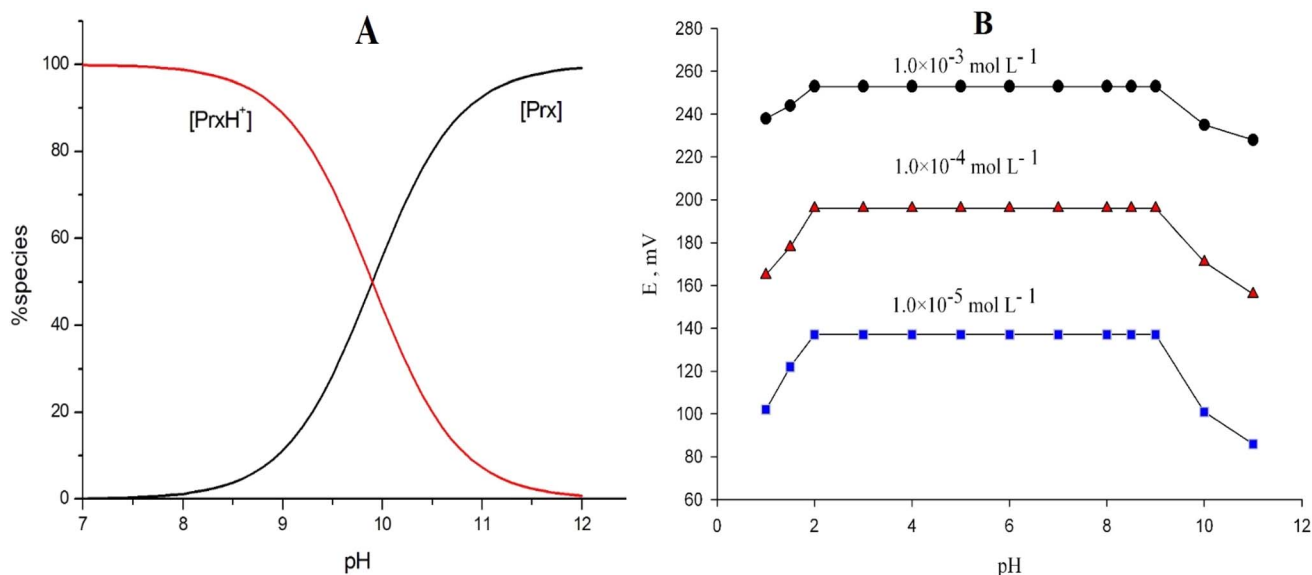 A
100
80
60
40
20
0
%species
[PrxH⁺]
[Prx]
7 8 9 10 11 12
pH
B
280
260
240
220
200
180
160
140
120
100
80
60
E , mV
1.0×10⁻³ mol L⁻¹
1.0×10⁻⁴ mol L⁻¹
1.0×10⁻⁵ mol L⁻¹
0 2 4 6 8 10 12
pH